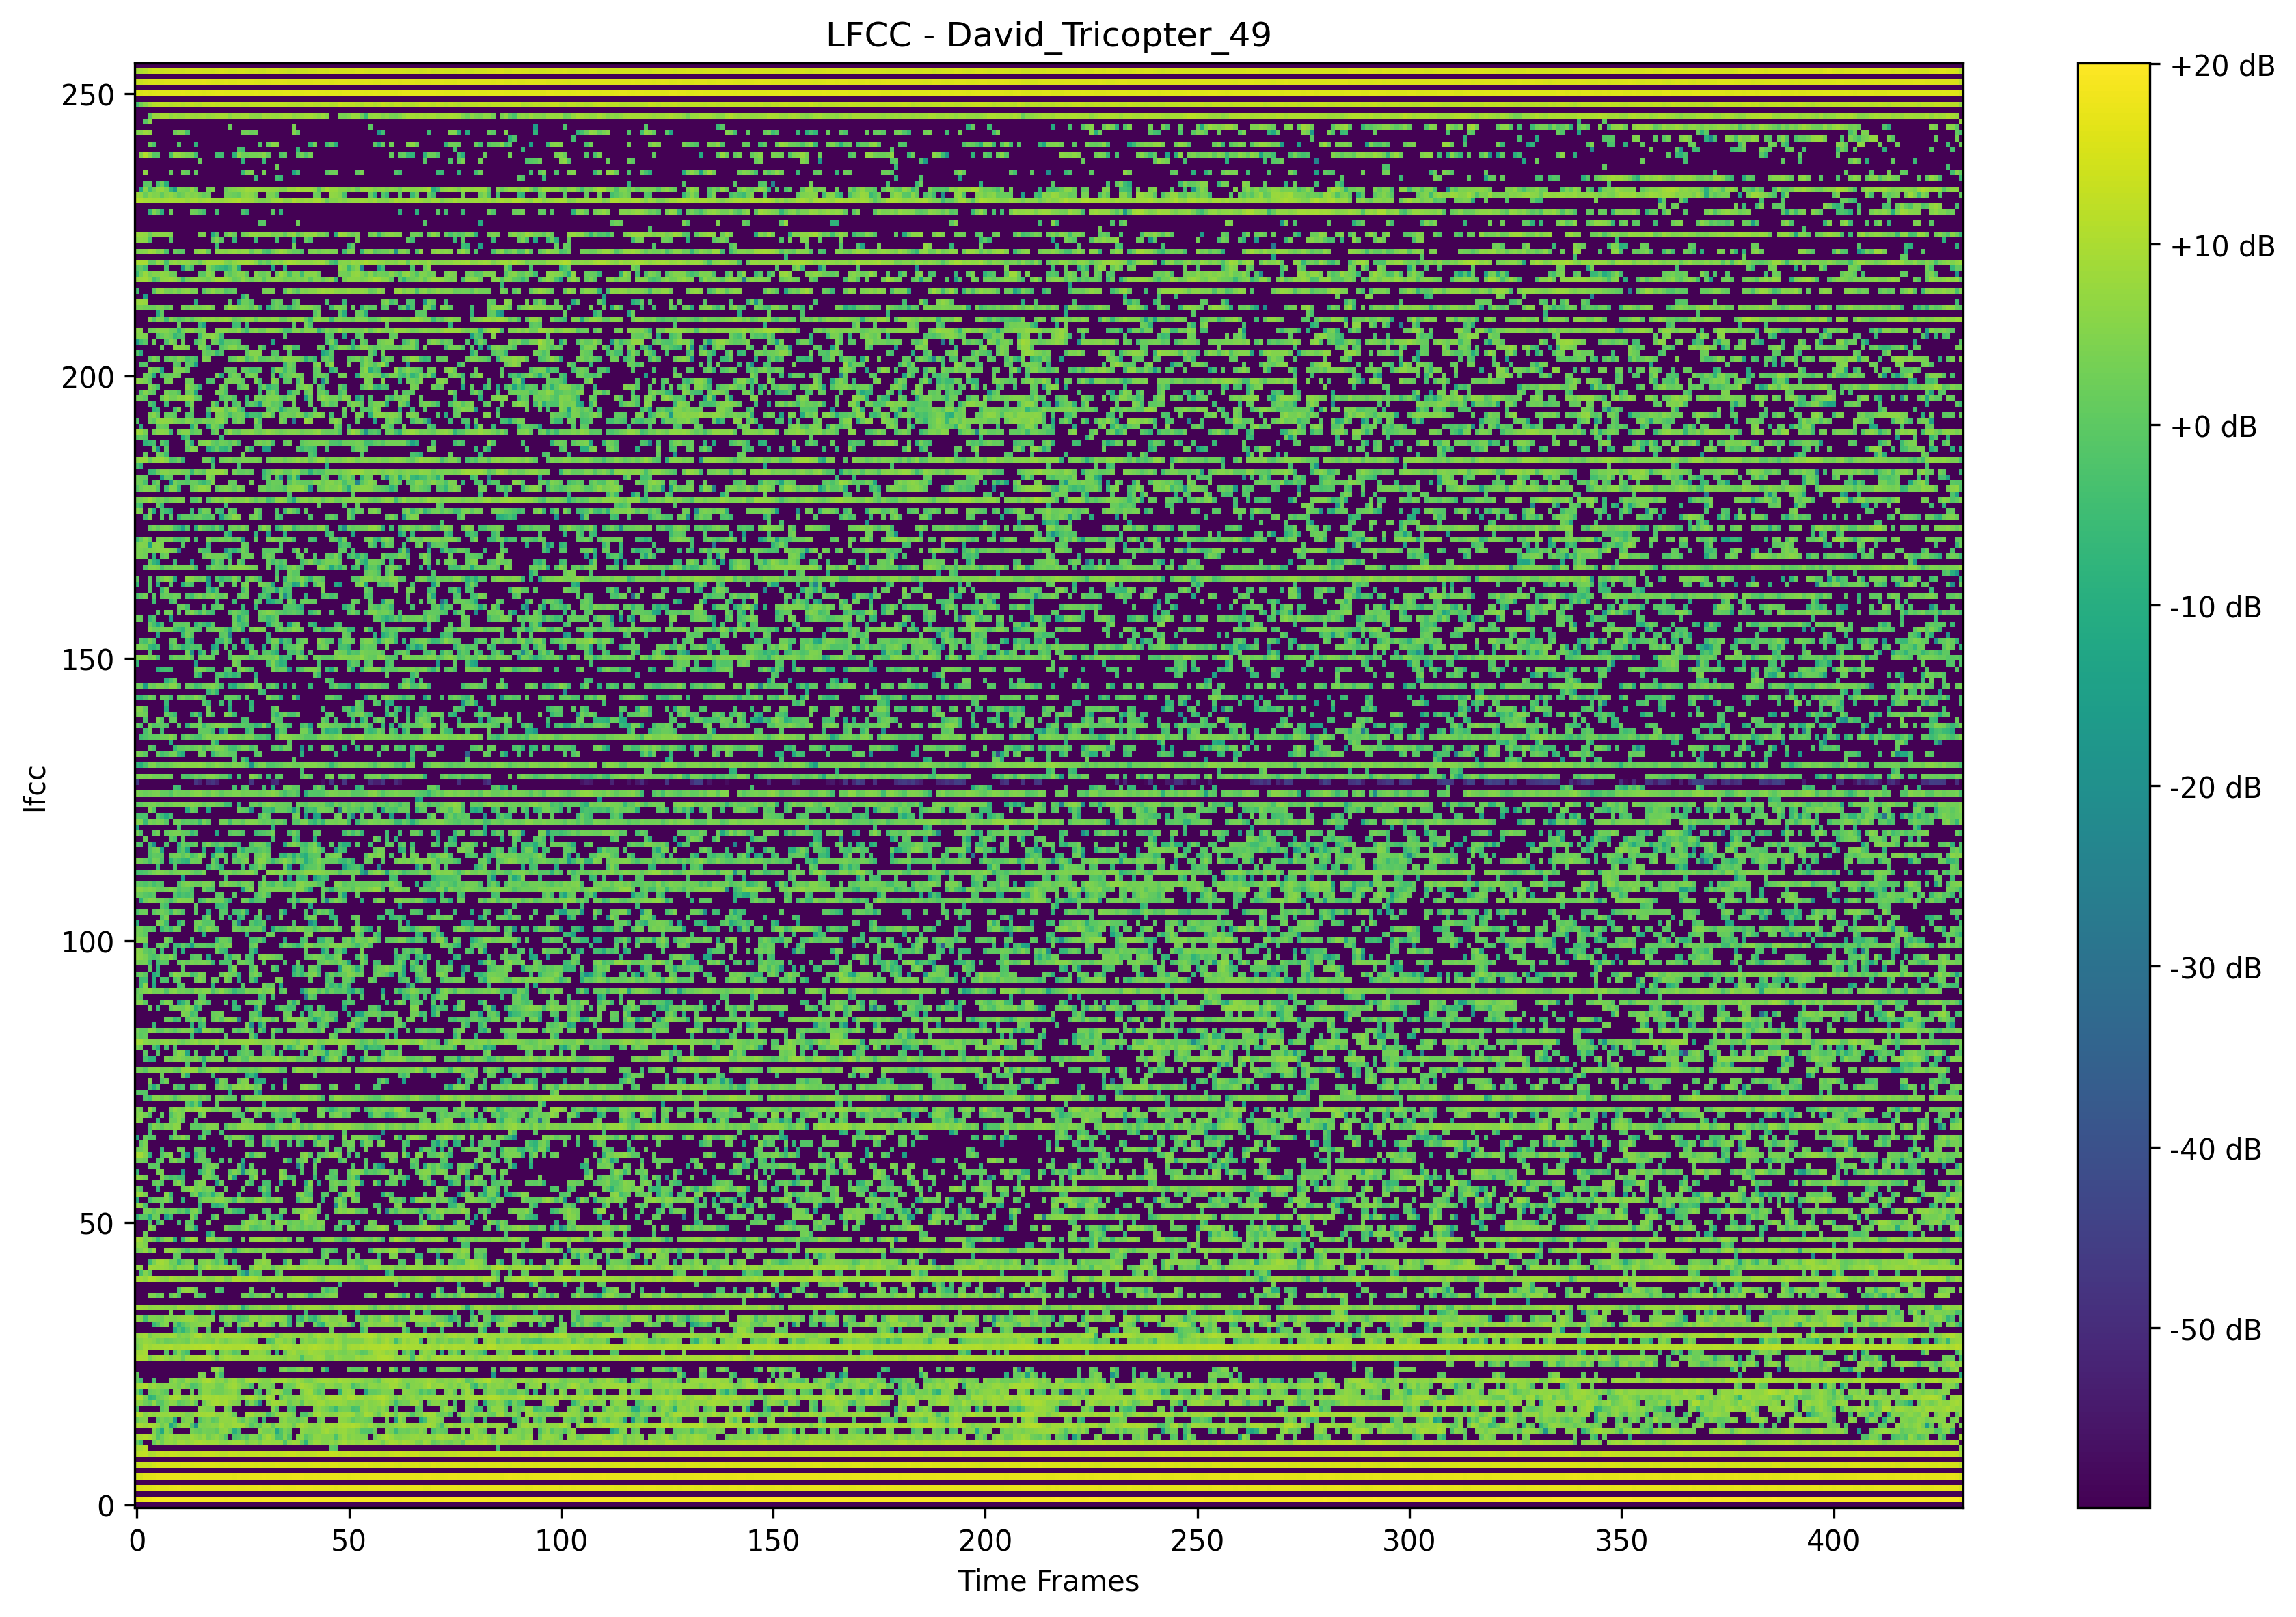 LFCC - David_Tricopter_49
lfcc
250
200
150
100
50
0
0 50 100 150 200 250 300 350 400
Time Frames
+20 dB
+10 dB
+0 dB
-10 dB
-20 dB
-30 dB
-40 dB
-50 dB